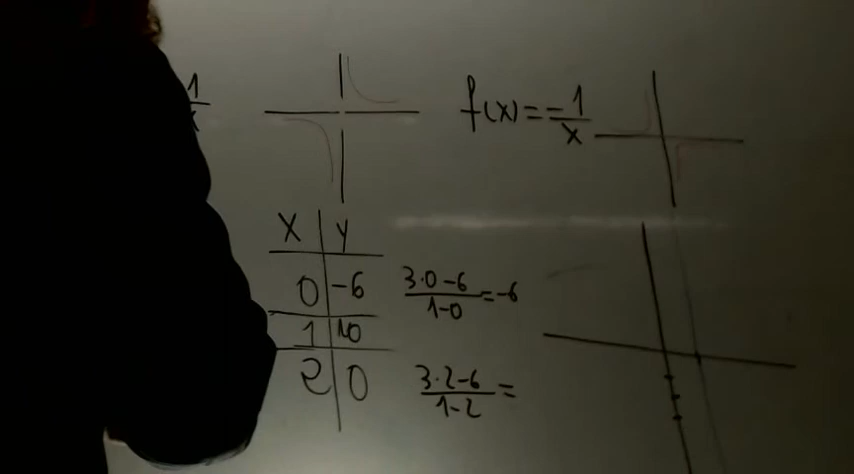 1
f(x)=-1
x
X Y
0 -6 3·0-6
1-0 =-6
1
2 0 3·2-6
1-2 =